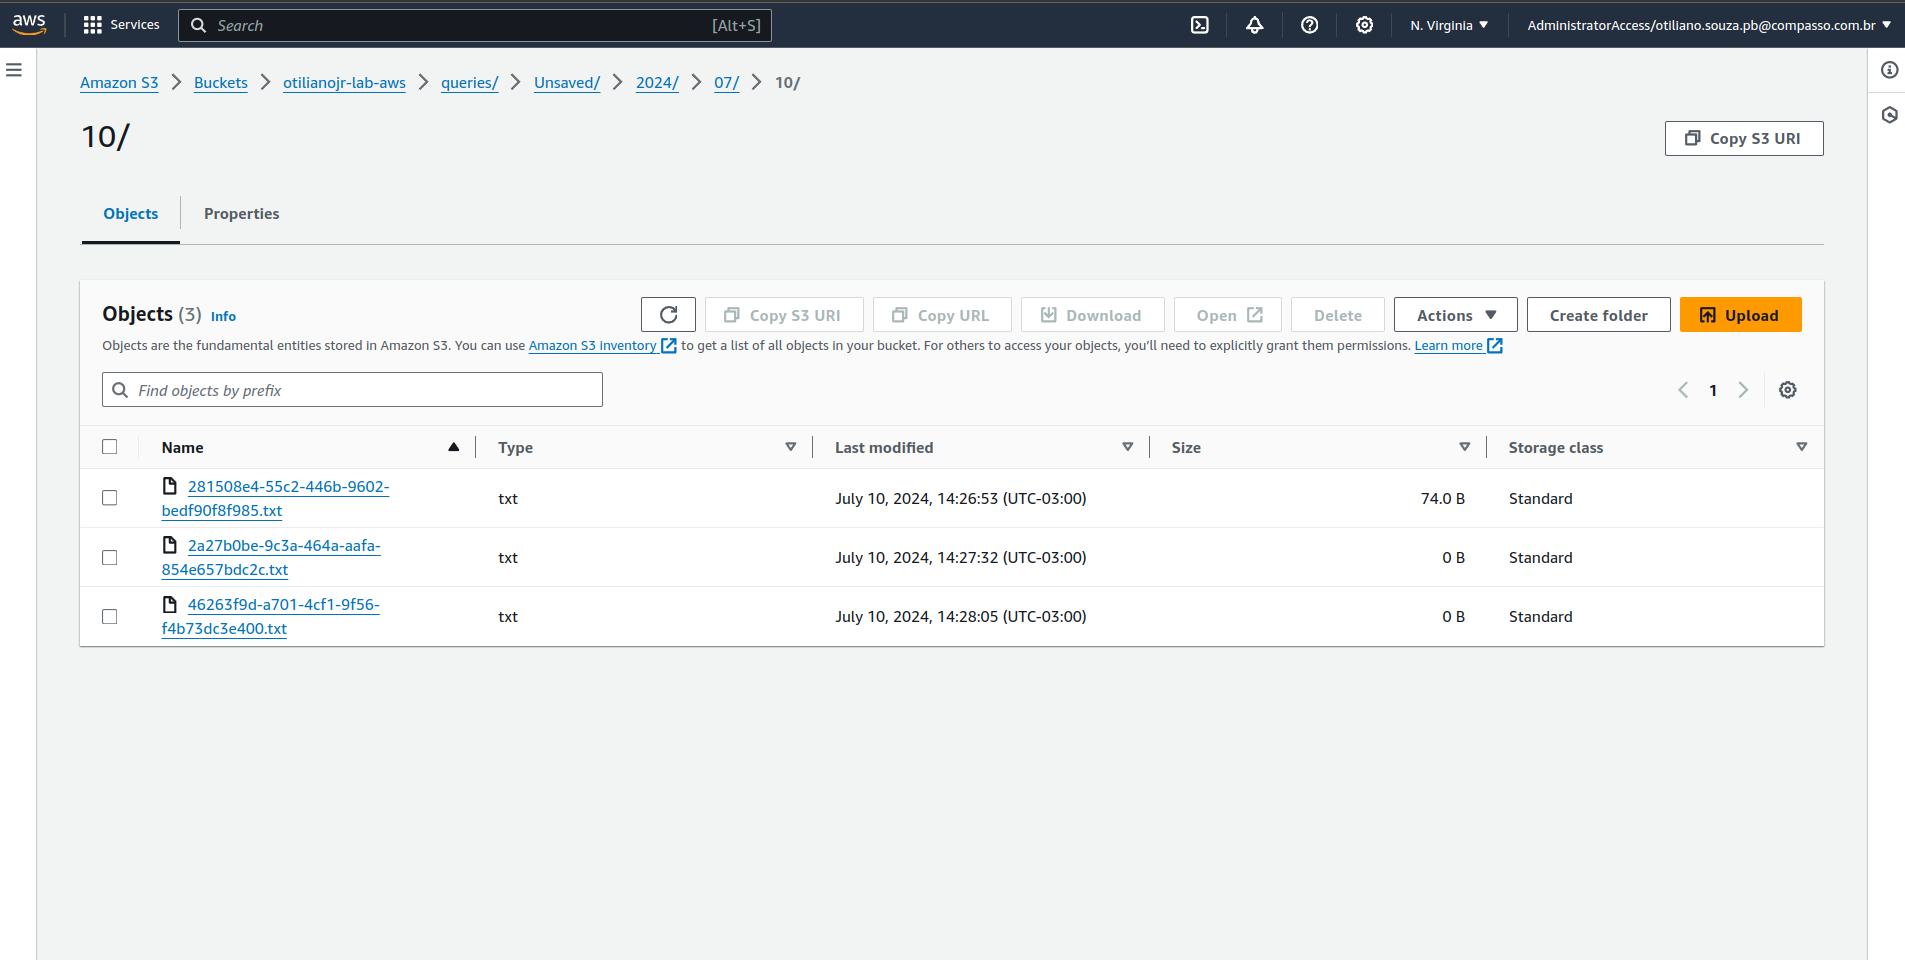 aws Services Search [Alt+S] N. Virginia AdministratorAccess/otiliano.souza.pb@compasso.com.br
Amazon S3 Buckets otilianojr-lab-aws queries/ Unsaved/ 2024/ 07/ 10/
10/
Copy S3 URI
Objects Properties
Objects (3) Info Copy S3 URI Copy URL Download Open Delete Actions Create folder Upload
Objects are the fundamental entities stored in Amazon S3. You can use Amazon S3 inventory to get a list of all objects in your bucket. For others to access your objects, you’ll need to explicitly grant them permissions. Learn more
Find objects by prefix 1
Name Type Last modified Size Storage class
281508e4-55c2-446b-9602-
bedf90f8f985.txt txt July 10, 2024, 14:26:53 (UTC-03:00) 74.0 B Standard
2a27b0be-9c3a-464a-aafa-
854e657bdc2c.txt txt July 10, 2024, 14:27:32 (UTC-03:00) 0 B Standard
46263f9d-a701-4cf1-9f56-
f4b73dc3e400.txt txt July 10, 2024, 14:28:05 (UTC-03:00) 0 B Standard